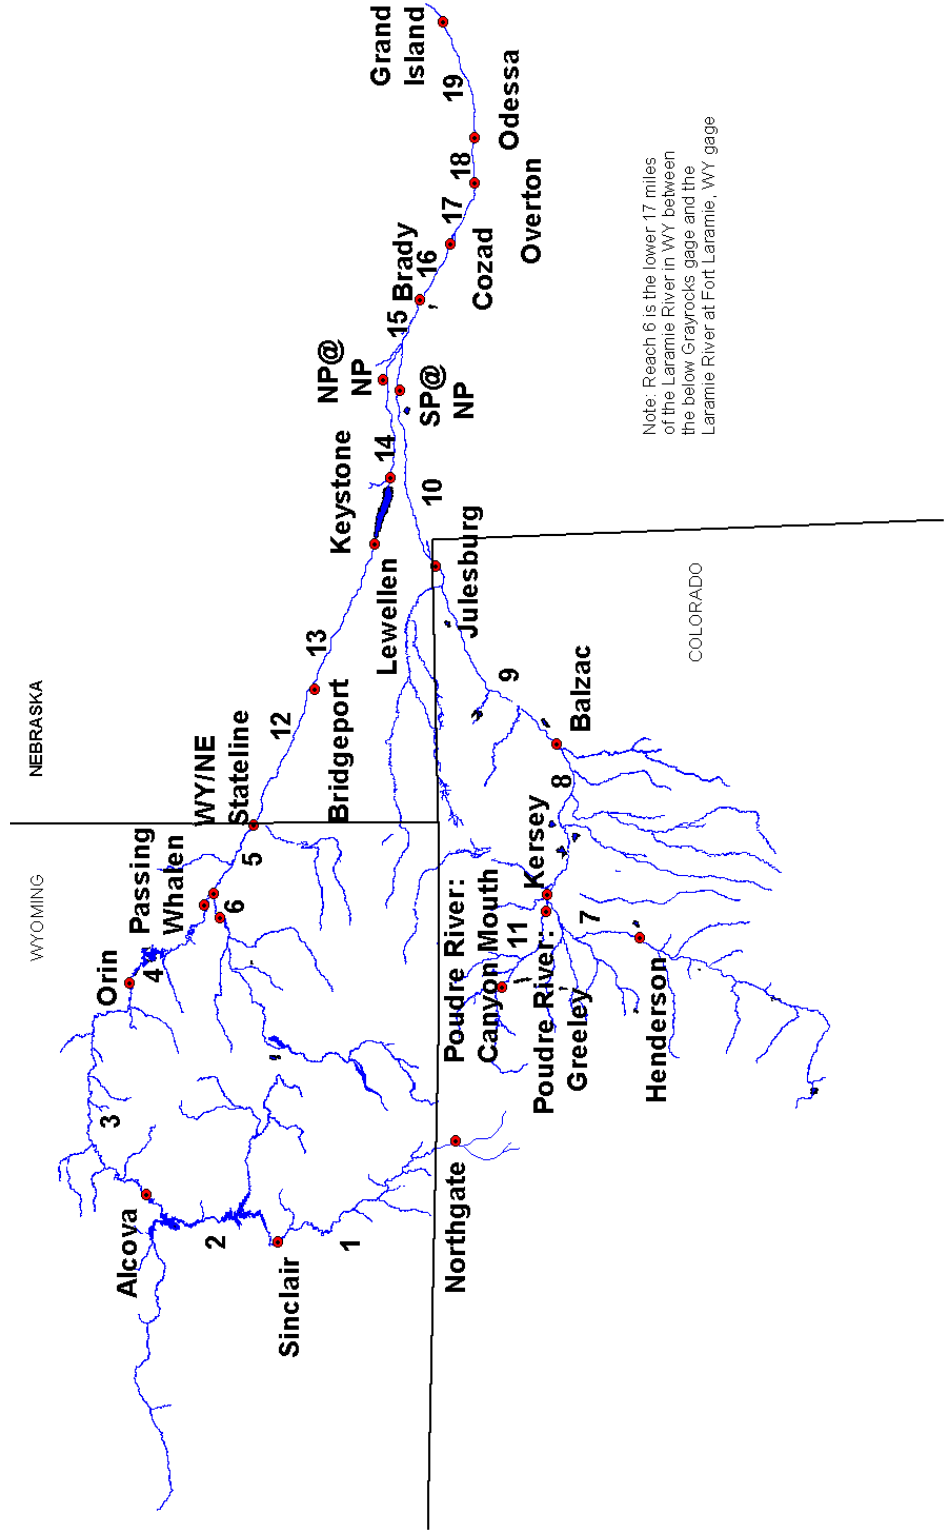 WYOMING
NEBRASKA
COLORADO
Alcova
3
Orin
4
Passing
Whalen
WY/NE
Stateline
2
Sinclair
1
6
5
12
Bridgeport
13
Lewellen
Keystone
14
NP@
NP
SP@
NP
15
Brady
16
Cozad
17
Overton
18
Odessa
19
Grand
Island
10
Julesburg
9
Balzac
8
Kersey
Northgate
Poudre River:
Canyon Mouth
11
Poudre River:
Greeley
7
Henderson
Note: Reach 6 is the lower 17 miles
of the Laramie River in WY between
the below Grayrocks gage and the
Laramie River at Fort Laramie, WY gage